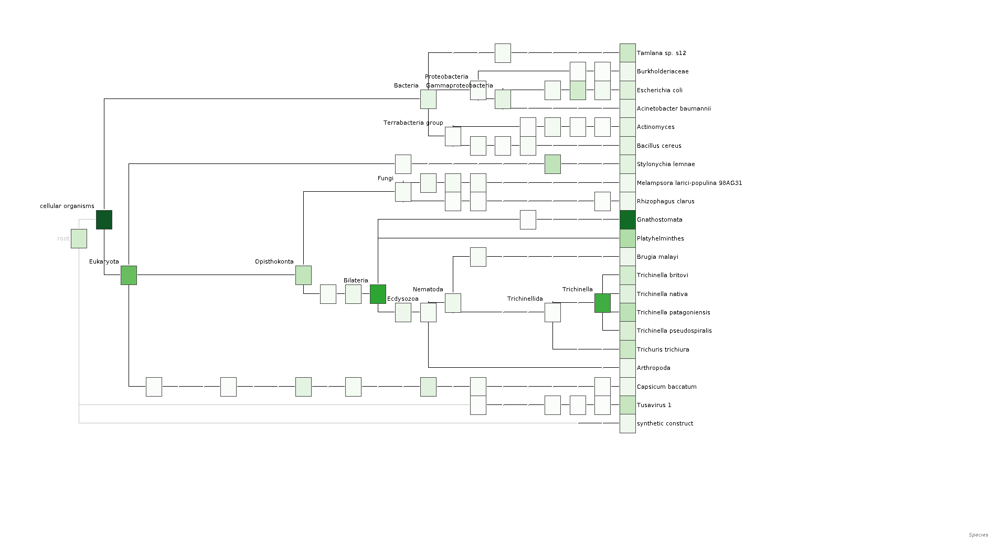 Tamlana sp. s12
Burkholderiaceae
Proteobacteria
Bacteria
Gammaproteobacteria
Escherichia coli
Acinetobacter baumannii
Terrabacteria group
Actinomyces
Bacillus cereus
Stylonychia lemnae
Fungi
Melampsora larici-populina 98AG31
Rhizophagus clarus
cellular organisms
Gnathostomata
root
Platyhelminthes
Brugia malayi
Eukaryota
Opisthokonta
Trichinella britovi
Bilateria
Nematoda
Trichinella
Trichinella nativa
Ecdysozoa
Trichinellida
Trichinella patagoniensis
Trichinella pseudospiralis
Trichuris trichiura
Arthropoda
Capsicum baccatum
Tusavirus 1
synthetic construct
Species